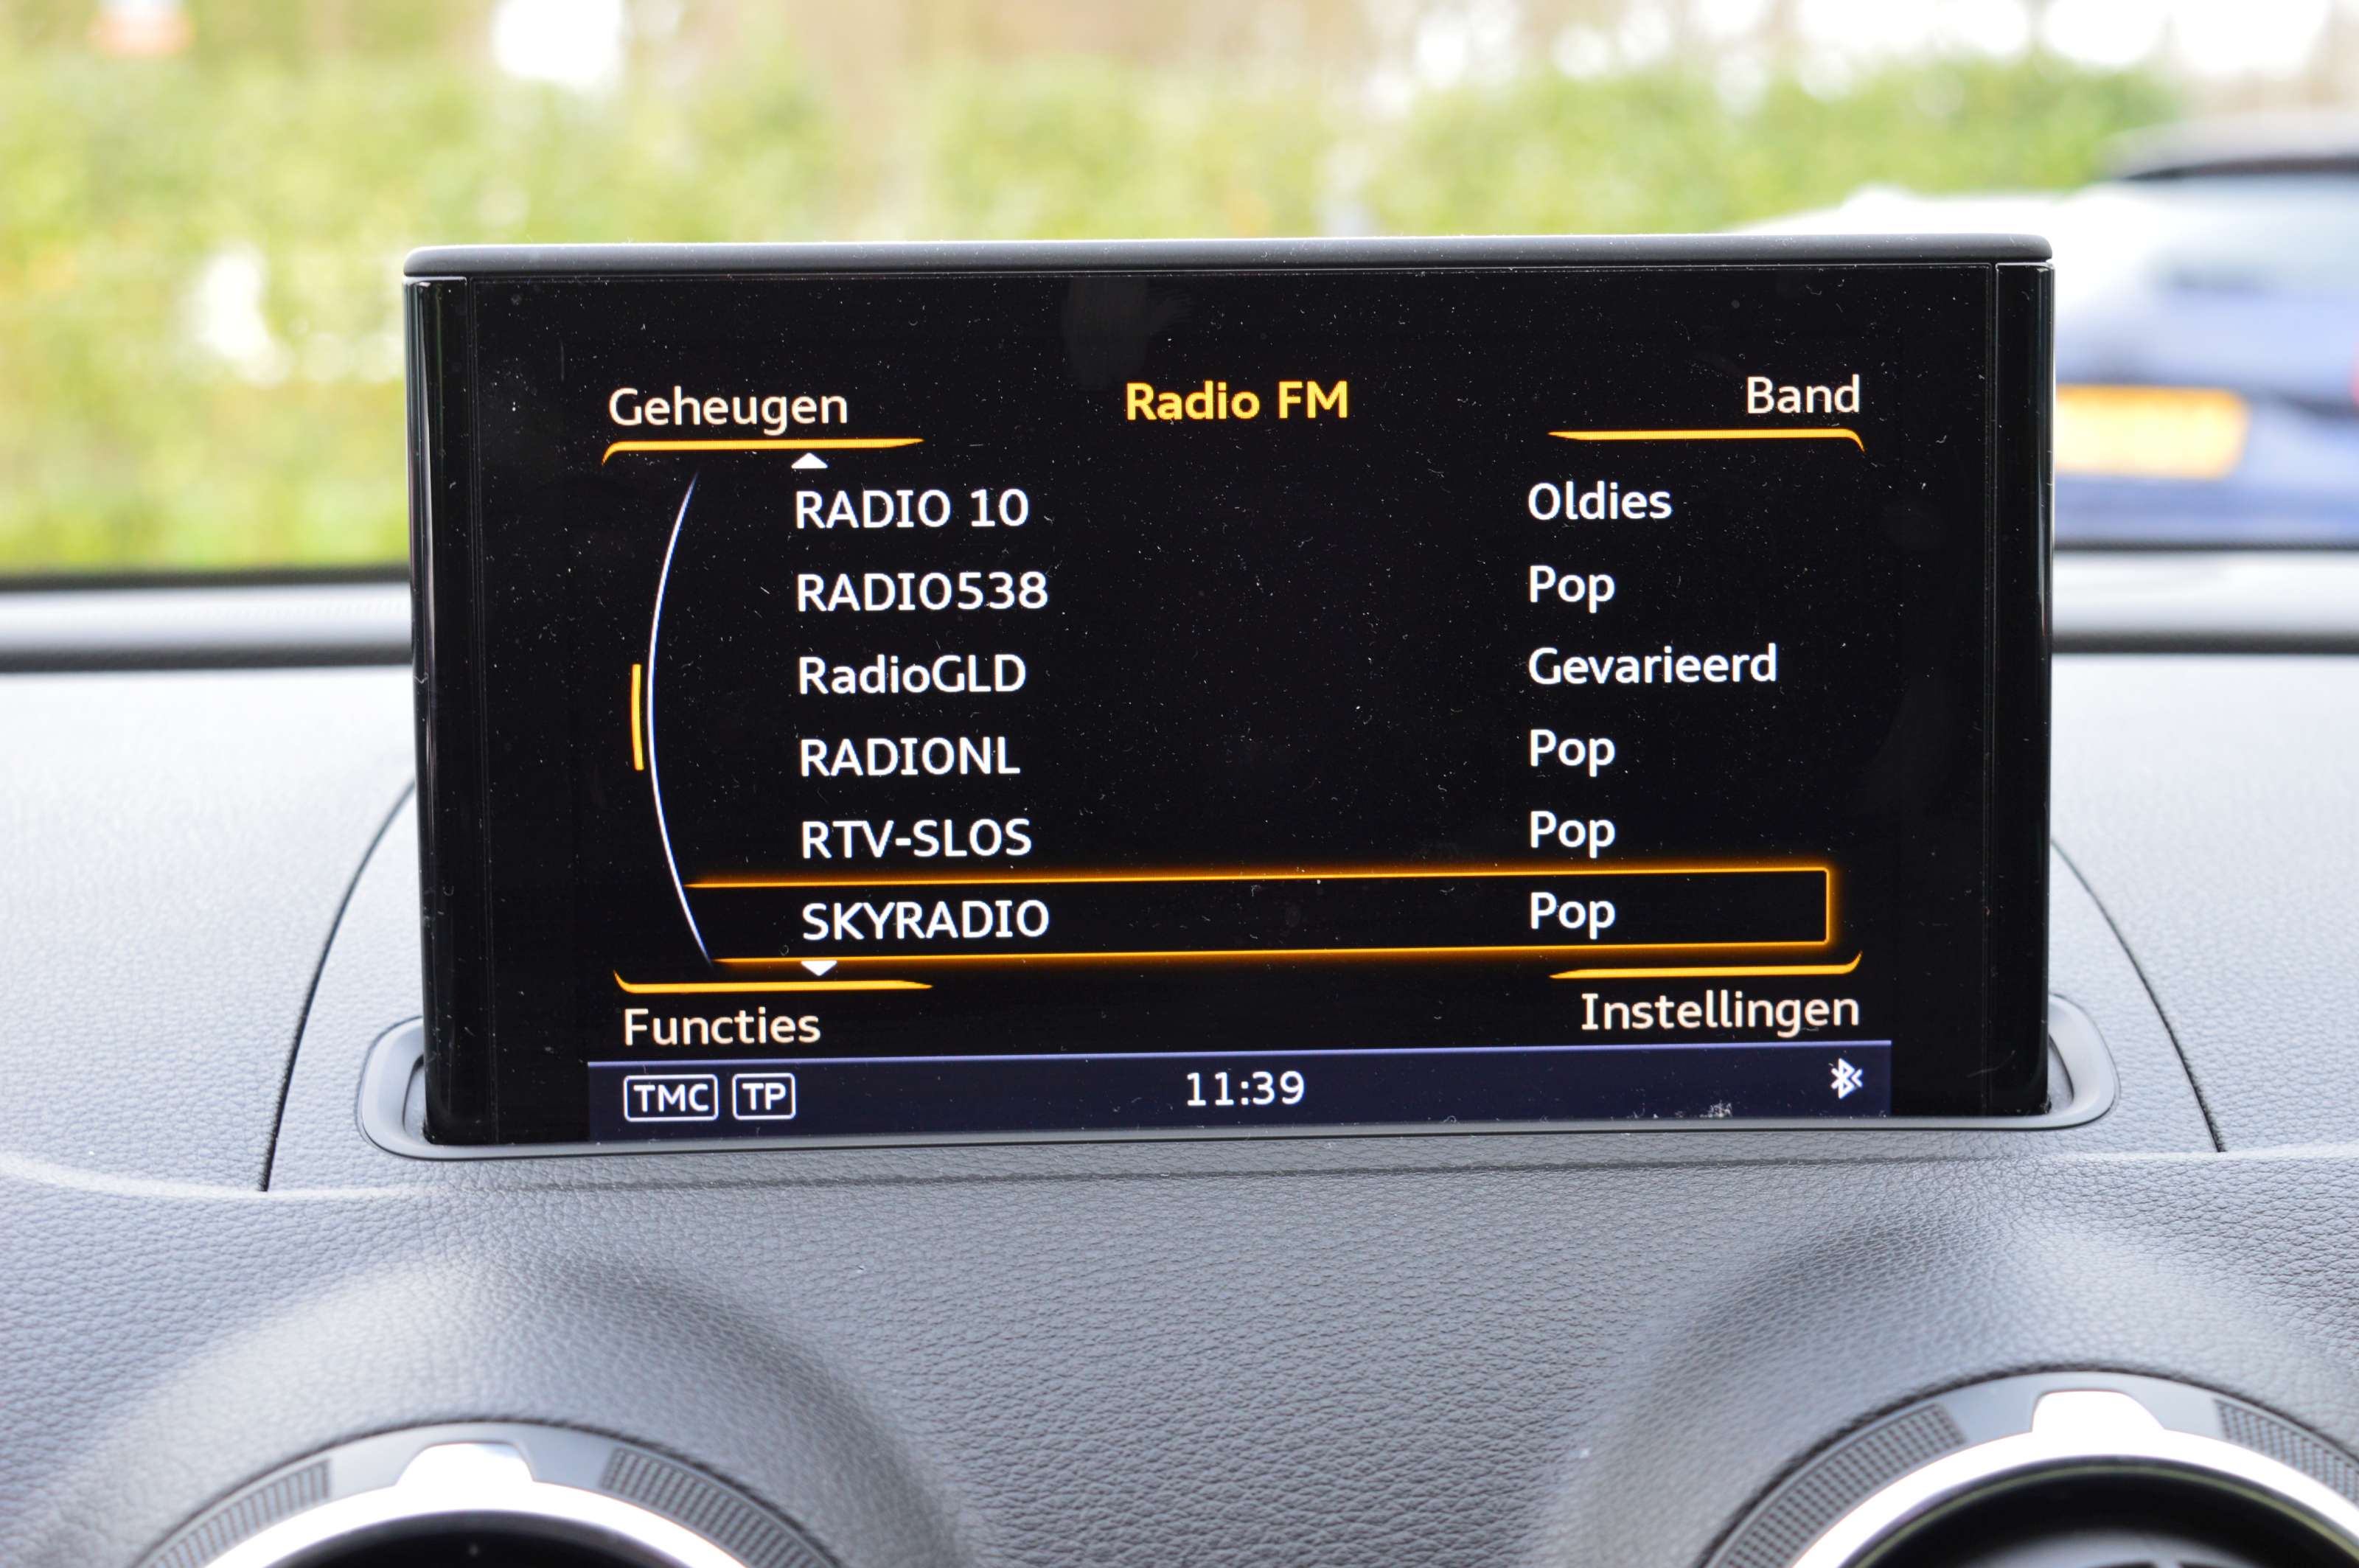 Geheugen Radio FM Band
RADIO 10 Oldies
RADIO538 Pop
RadioGLD Gevarieerd
RADIONL Pop
RTV-SLOS Pop
SKYRADIO Pop
Functies Instellingen
TMC TP 11:39